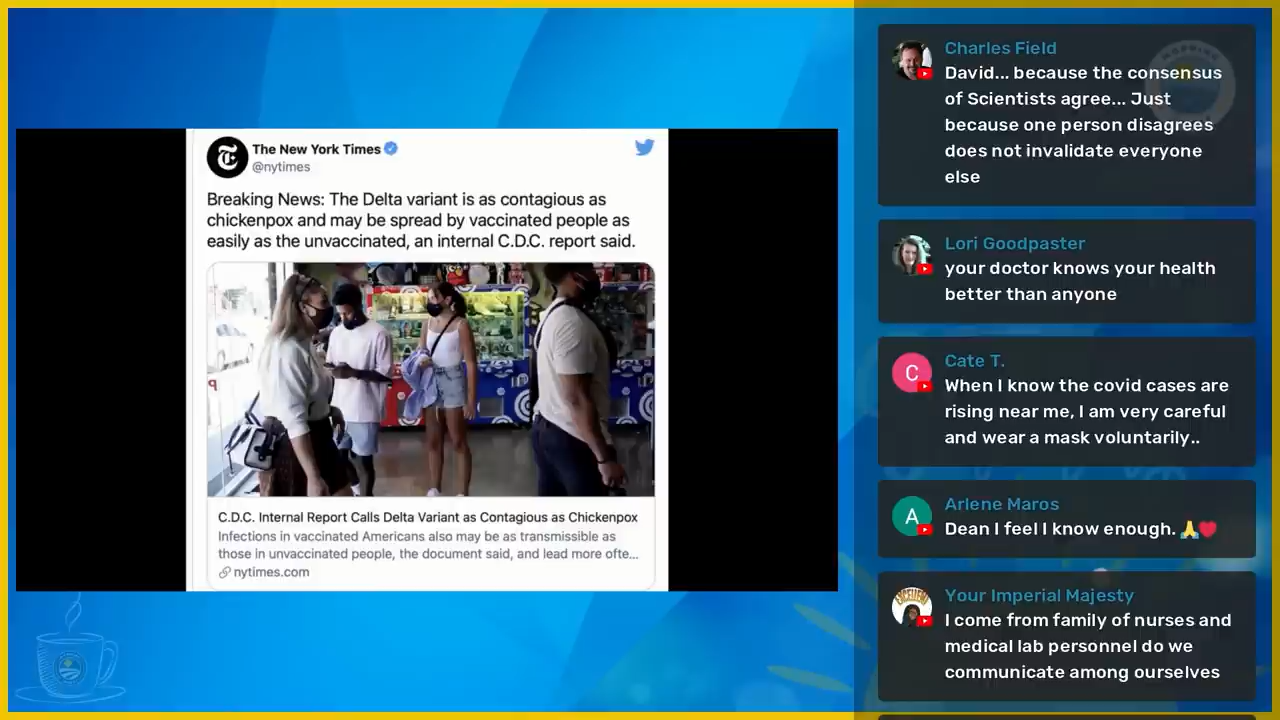 The New York Times
@nytimes
Breaking News: The Delta variant is as contagious as
chickenpox and may be spread by vaccinated people as
easily as the unvaccinated, an internal C.D.C. report said.
C.D.C. Internal Report Calls Delta Variant as Contagious as Chickenpox
Infections in vaccinated Americans also may be as transmissible as
those in unvaccinated people, the document said, and lead more ofte...
nytimes.com
Charles Field
David... because the consensus
of Scientists agree... Just
because one person disagrees
does not invalidate everyone
else
Lori Goodpaster
your doctor knows your health
better than anyone
C
Cate T.
When I know the covid cases are
rising near me, I am very careful
and wear a mask voluntarily..
A
Arlene Maros
Dean I feel I know enough. 🙏❤️
Your Imperial Majesty
I come from family of nurses and
medical lab personnel do we
communicate among ourselves